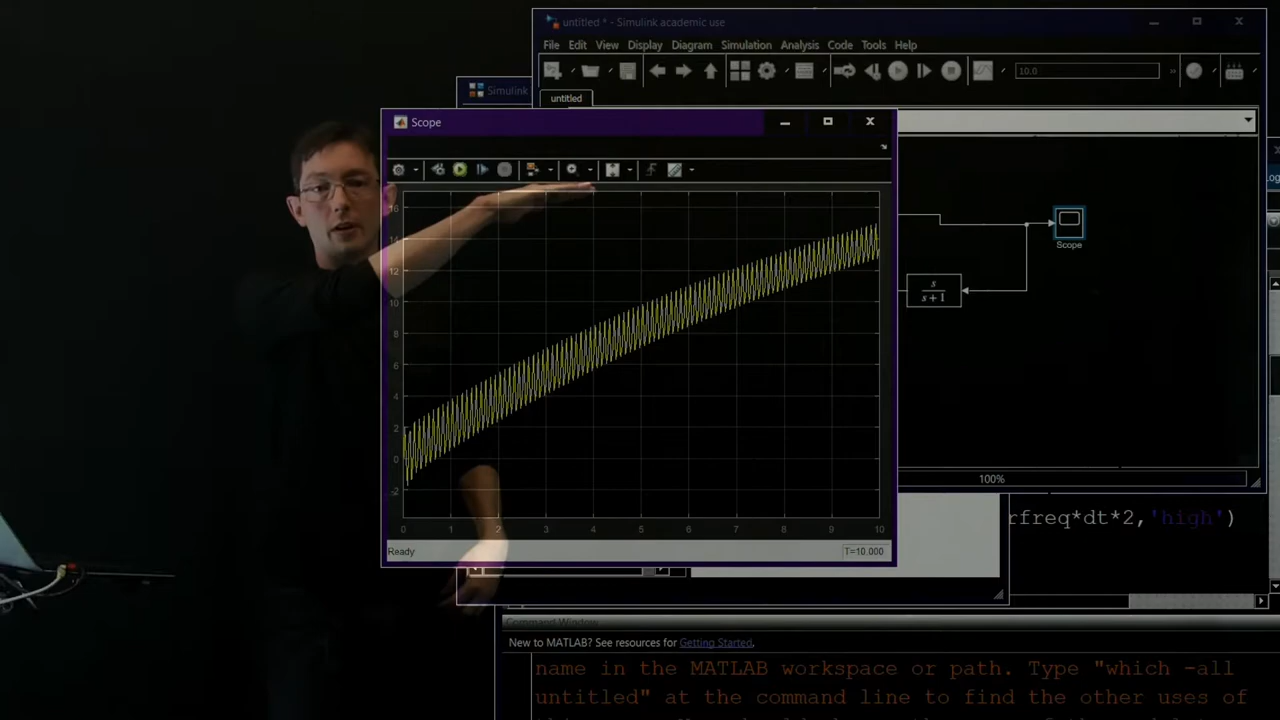 untitled * - Simulink academic use
File Edit View Display Diagram Simulation Analysis Code Tools Help
10.0
»
Simulink
untitled
Scope
Log
16
14
12
10
8
6
4
2
0
-2
0 1 2 3 4 5 6 7 8 9 10
Ready T=10.000
Scope
s
s+1
100%
rfreq*dt*2,'high')
Command Window
New to MATLAB? See resources for Getting Started.
name in the MATLAB workspace or path. Type "which -all
untitled" at the command line to find the other uses of